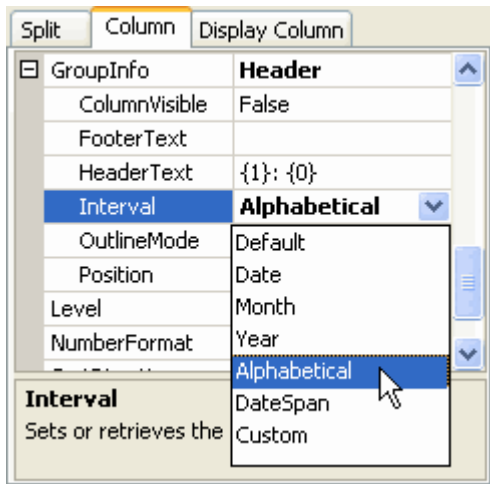 Split Column Display Column
GroupInfo Header
ColumnVisible False
FooterText
HeaderText {1}: {0}
Interval Alphabetical
OutlineMode Default
Position Date
Level Month
NumberFormat Year
Alphabetical
Interval DateSpan
Sets or retrieves the Custom